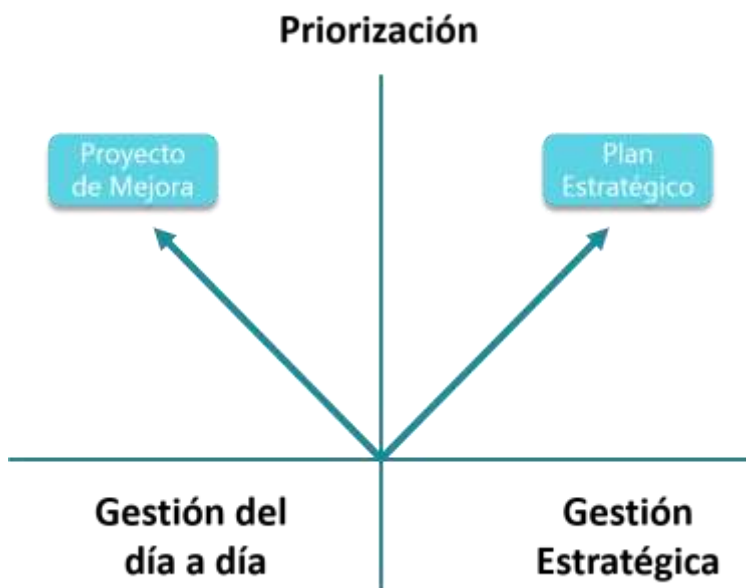 Priorización
Proyecto
de Mejora
Plan
Estratégico
Gestión del
día a día
Gestión
Estratégica